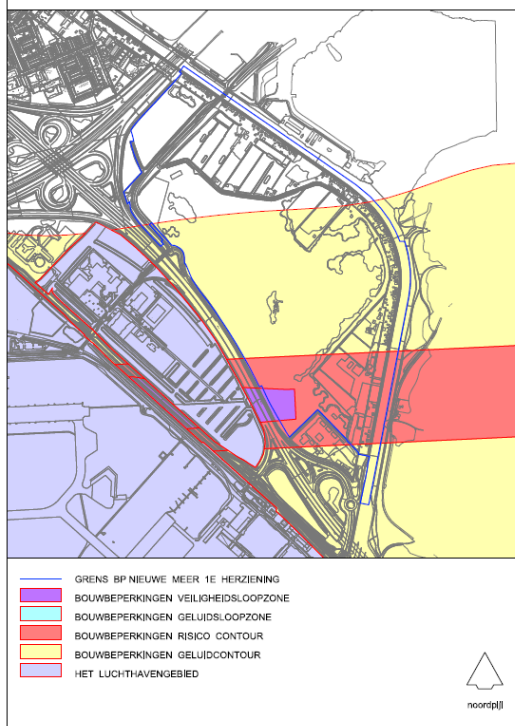 GRENS BP NIEUWE MEER 1E HERZIENING
BOUWBEPERKINGEN VEILIGHEIDSLOOPZONE
BOUWBEPERKINGEN GELUIDSLOOPZONE
BOUWBEPERKINGEN RISICO CONTOUR
BOUWBEPERKINGEN GELUIDCONTOUR
HET LUCHTHAVENGEBIED
noordpijl